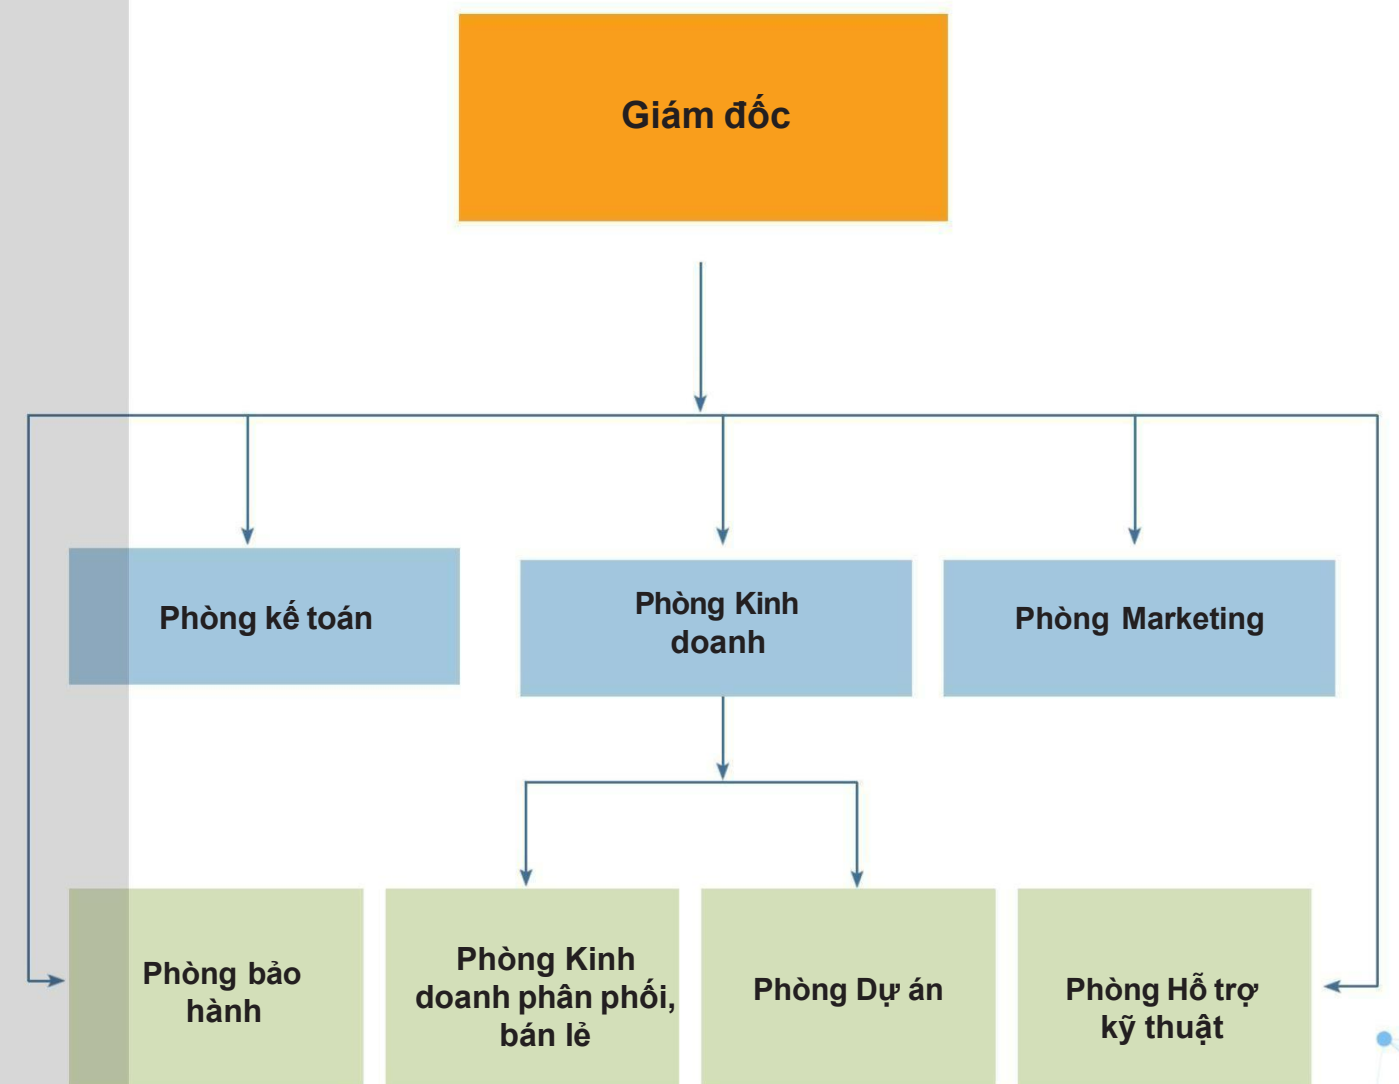 Giám đốc
Phòng kế toán
Phòng Kinh
doanh
Phòng Marketing
Phòng bảo
hành
Phòng Kinh
doanh phân phối,
bán lẻ
Phòng Dự án
Phòng Hỗ trợ
kỹ thuật